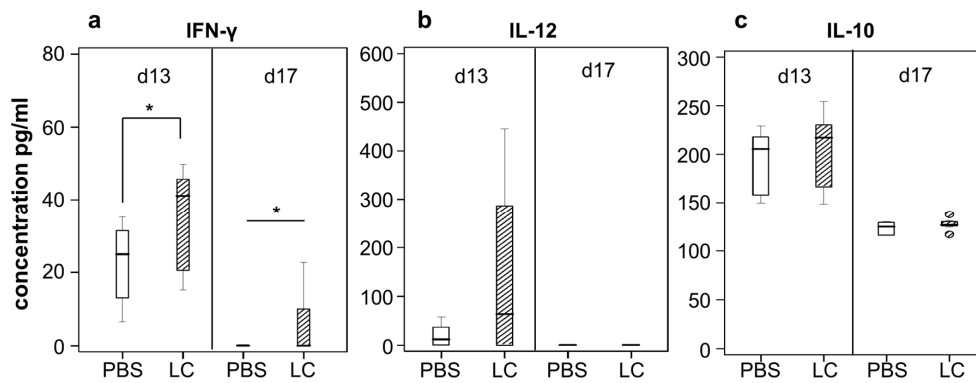 a
IFN-γ
b
IL-12
c
IL-10
concentration pg/ml
80
60
40
20
0
d13
d17
*
*
PBS
LC
PBS
LC
600
500
400
300
200
100
0
d13
d17
PBS
LC
PBS
LC
300
250
200
150
100
50
0
d13
d17
PBS
LC
PBS
LC